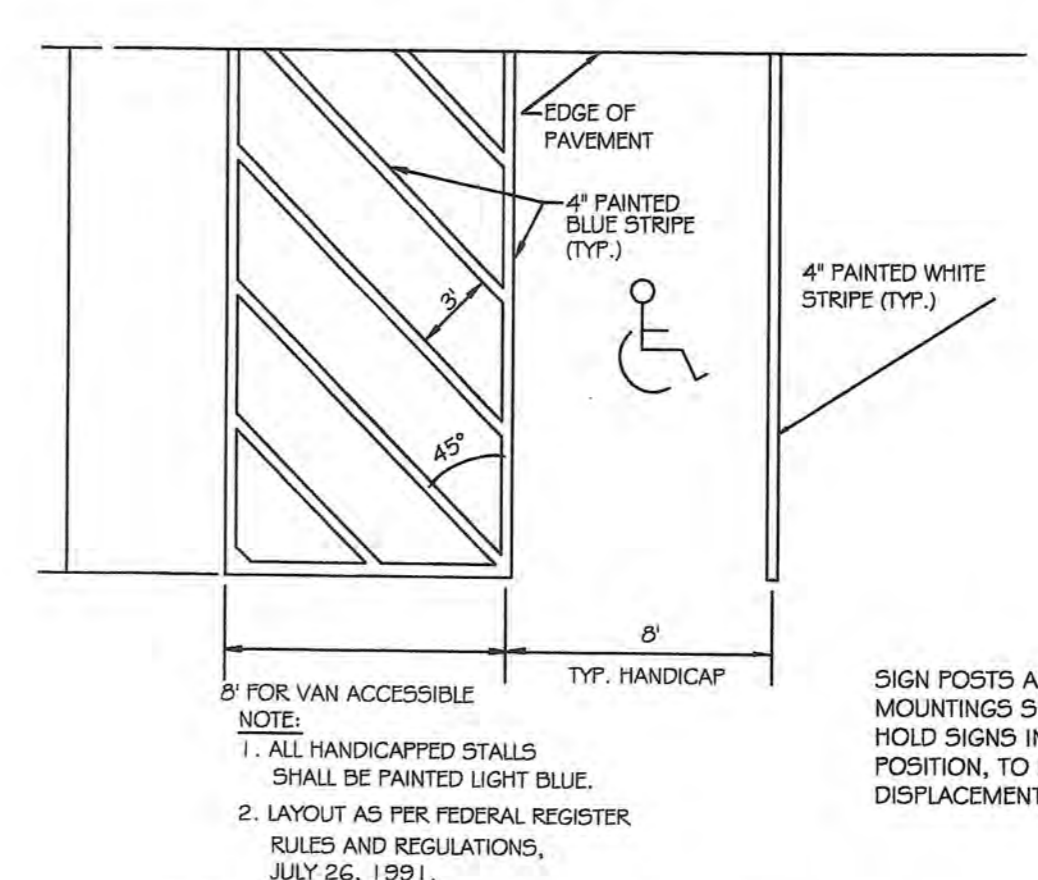 EDGE OF
PAVEMENT
4" PAINTED
BLUE STRIPE
(TYP.)
4" PAINTED WHITE
STRIPE (TYP.)
3'
45°
8'
TYP. HANDICAP
8' FOR VAN ACCESSIBLE
NOTE:
1. ALL HANDICAPPED STALLS
SHALL BE PAINTED LIGHT BLUE.
2. LAYOUT AS PER FEDERAL REGISTER
RULES AND REGULATIONS,
JULY 26, 1991.
SIGN POSTS
MOUNTINGS
HOLD SIGNS
POSITION, TO
DISPLACEMENT